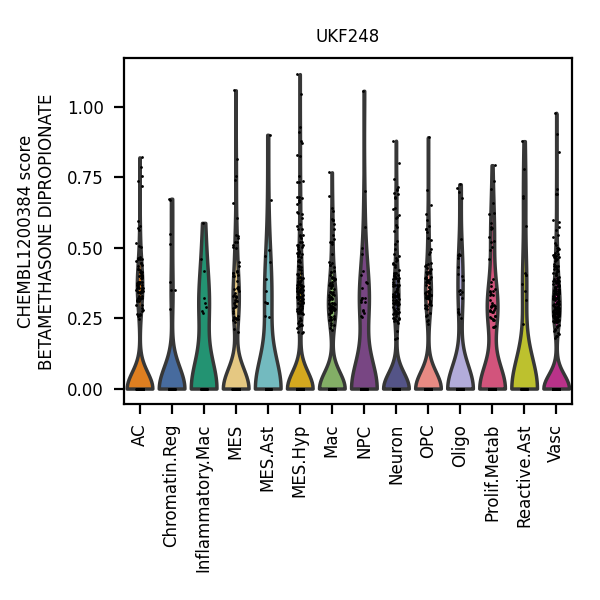 UKF248
CHEMBL1200384 score
BETAMETHASONE DIPROPIONATE
1.00
0.75
0.50
0.25
0.00
AC
Chromatin.Reg
Inflammatory.Mac
MES
MES.Ast
MES.Hyp
Mac
NPC
Neuron
OPC
Oligo
Prolif.Metab
Reactive.Ast
Vasc